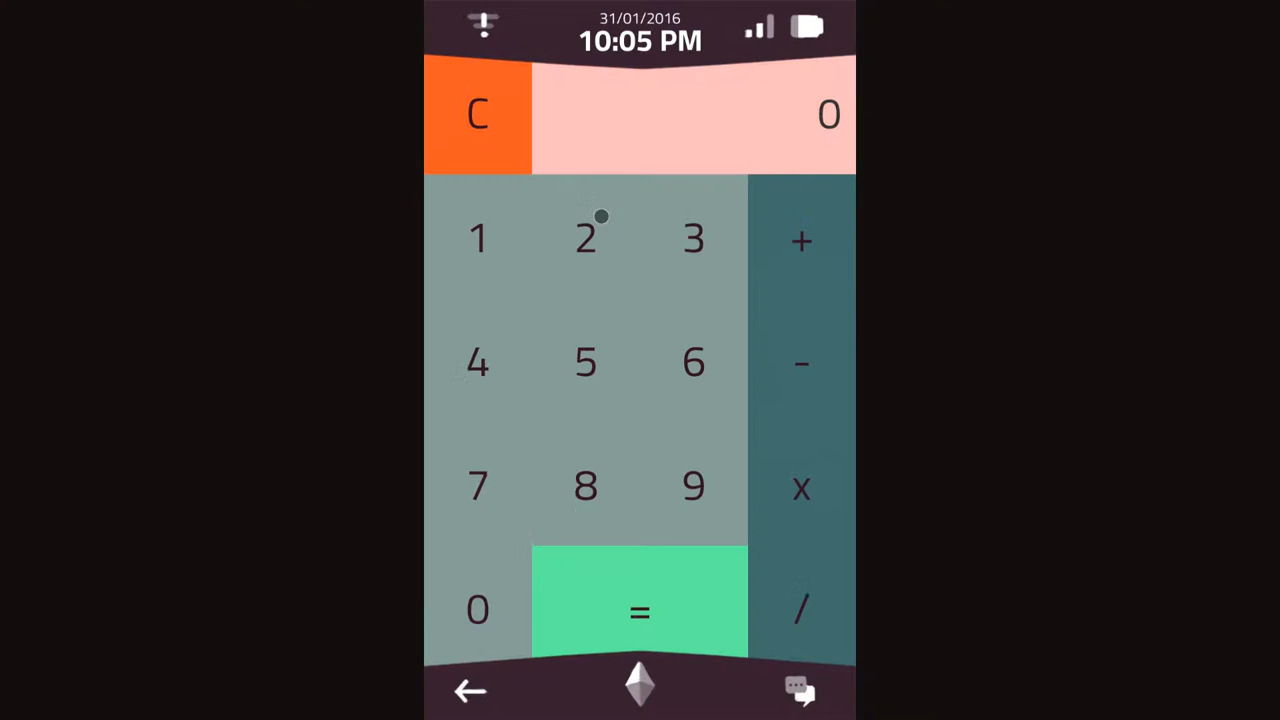 31/01/2016
10:05 PM
C 0
1 2 3 +
4 5 6 -
7 8 9 x
0 = /